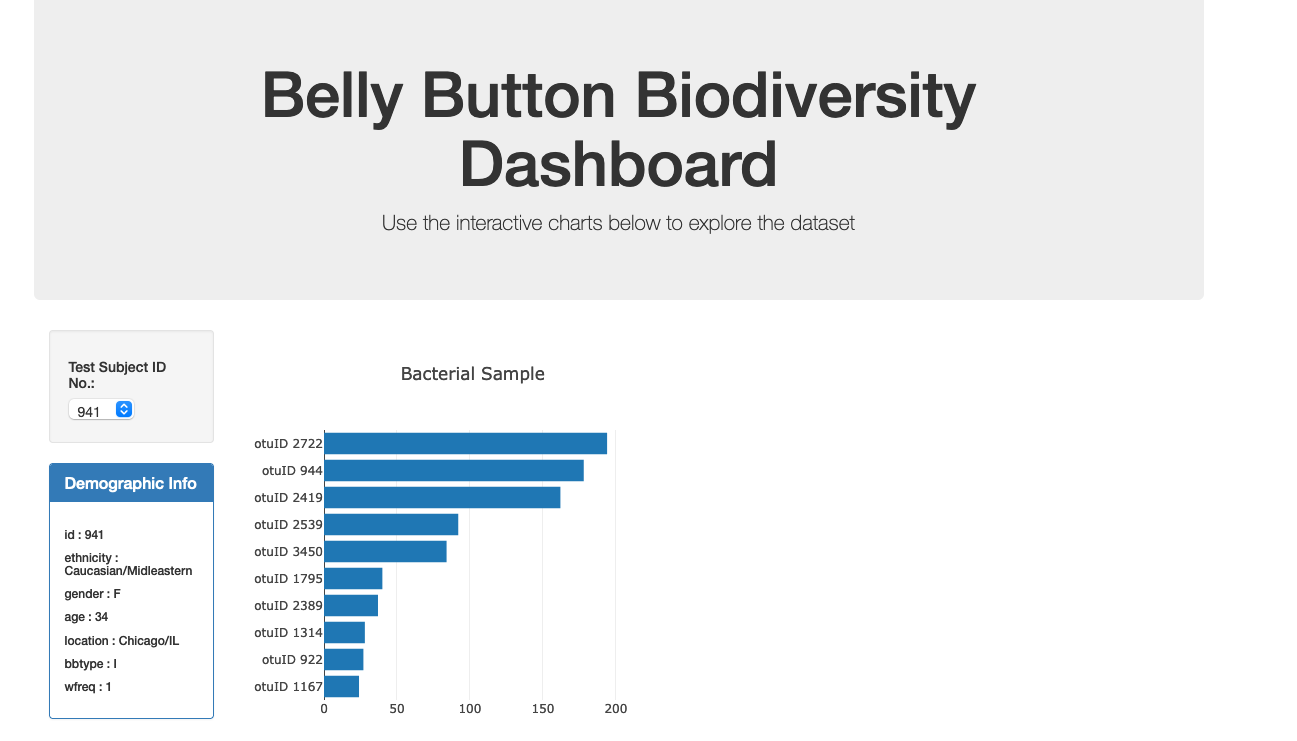 Belly Button Biodiversity
Dashboard
Use the interactive charts below to explore the dataset
Test Subject ID
No.:
941
Demographic Info
id : 941
ethnicity :
Caucasian/Midleastern
gender : F
age : 34
location : Chicago/IL
bbtype : I
wfreq : 1
Bacterial Sample
otuID 2722
otuID 944
otuID 2419
otuID 2539
otuID 3450
otuID 1795
otuID 2389
otuID 1314
otuID 922
otuID 1167
0 50 100 150 200